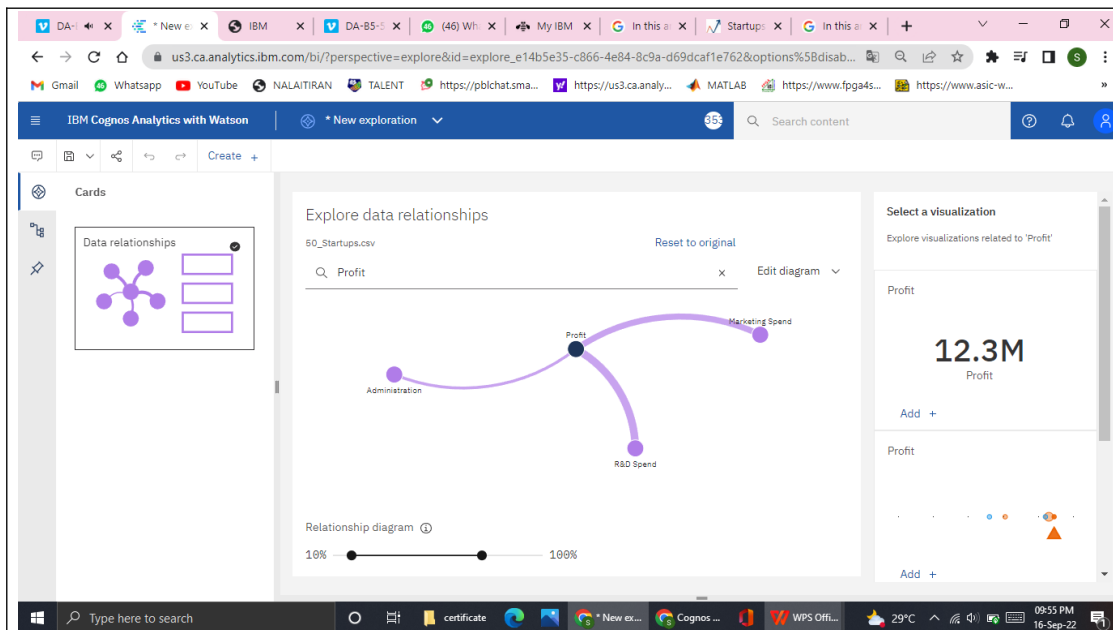 DA-I
* New e
IBM
DA-B5-5
(46) Wh
My IBM
In this a
Startups
In this a
us3.ca.analytics.ibm.com/bi/?perspective=explore&id=explore_e14b5e35-c866-4e84-8c9a-d69dcaf1e762&options%5Bdisab...
S
Gmail
Whatsapp
YouTube
NALAITIRAN
TALENT
https://pblchat.sma...
https://us3.ca.analy...
MATLAB
https://www.fpga4s...
https://www.asic-w...
»
IBM Cognos Analytics with Watson
* New exploration
353
Search content
Create +
Cards
Data relationships
Explore data relationships
60_Startups.csv
Reset to original
Profit
Edit diagram
Profit
Marketing Spend
Administration
R&D Spend
Relationship diagram
10%
100%
Select a visualization
Explore visualizations related to 'Profit'
Profit
12.3M
Profit
Add +
Profit
Add +
Type here to search
certificate
* New ex...
Cognos ...
WPS Offi...
29°C
09:55 PM
16-Sep-22